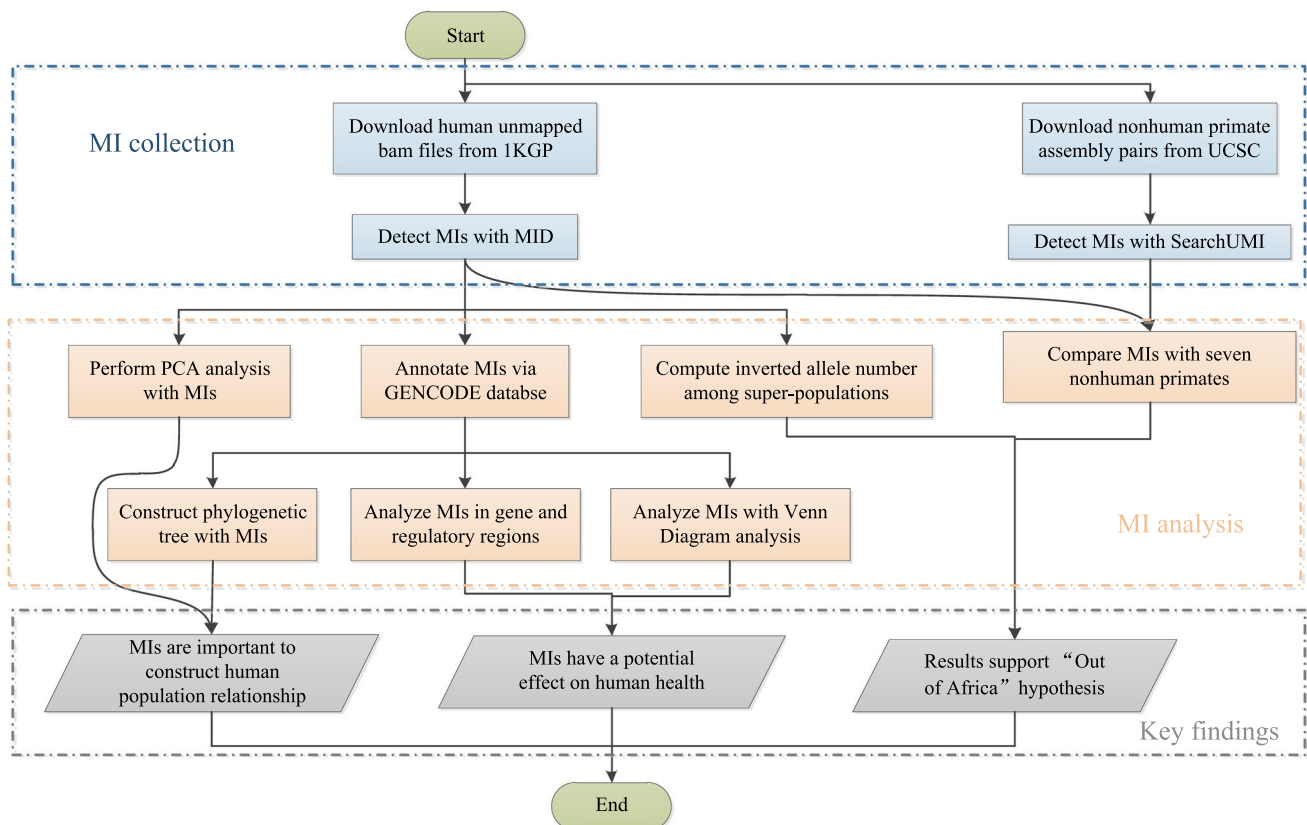 Start
MI collection
Download human unmapped
bam files from 1KGP
Download nonhuman primate
assembly pairs from UCSC
Detect MIs with MID
Detect MIs with SearchUMI
Perform PCA analysis
with MIs
Annotate MIs via
GENCODE databse
Compute inverted allele number
among super-populations
Compare MIs with seven
nonhuman primates
Construct phylogenetic
tree with MIs
Analyze MIs in gene and
regulatory regions
Analyze MIs with Venn
Diagram analysis
MI analysis
MIs are important to
construct human
population relationship
MIs have a potential
effect on human health
Results support “Out
of Africa” hypothesis
Key findings
End